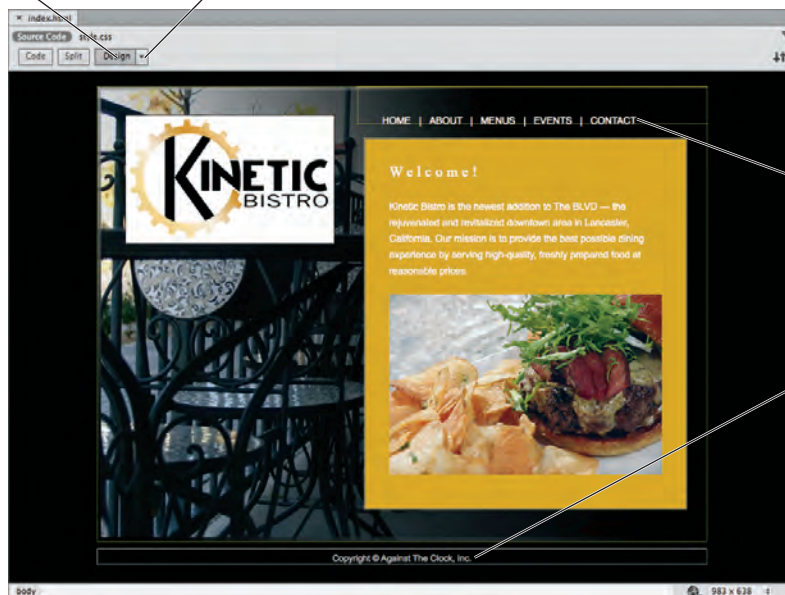 × index.html
Source Code style.css
Code Split Design
HOME | ABOUT | MENUS | EVENTS | CONTACT
KINETIC
BISTRO
Welcome!
Kinetic Bistro is the newest addition to The BLVD — the
rejuvenated and revitalized downtown area in Lancaster,
California. Our mission is to provide the best possible dining
experience by serving high-quality, freshly prepared food at
reasonable prices.
Copyright © Against The Clock, Inc.
body
983 x 638